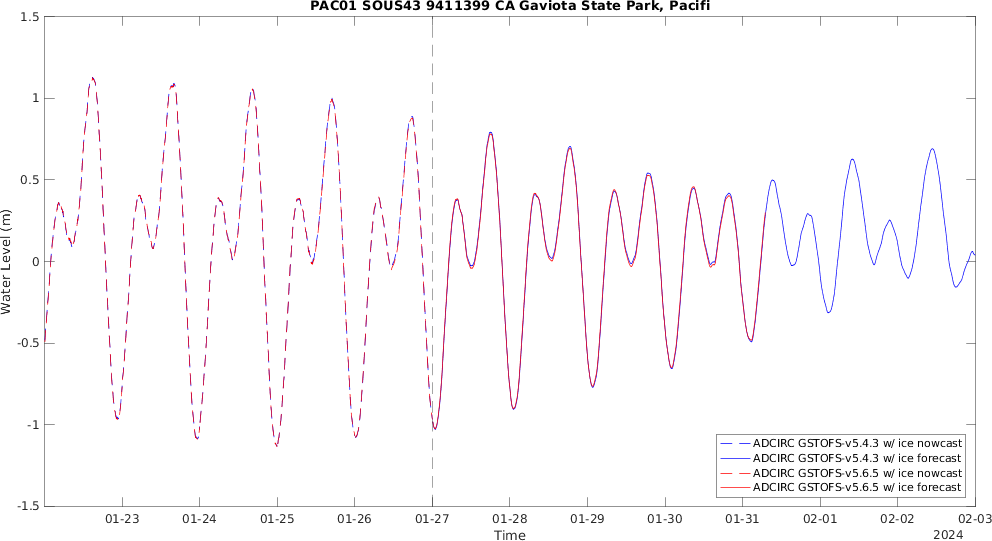 PAC01 SOUS43 9411399 CA Gaviota State Park, Pacifi
Water Level (m)
1.5
1
0.5
0
-0.5
-1
-1.5
01-23 01-24 01-25 01-26 01-27 01-28 01-29 01-30 01-31 02-01 02-02 02-03
Time
2024
ADCIRC GSTOFS-v5.4.3 w/ ice nowcast
ADCIRC GSTOFS-v5.4.3 w/ ice forecast
ADCIRC GSTOFS-v5.6.5 w/ ice nowcast
ADCIRC GSTOFS-v5.6.5 w/ ice forecast